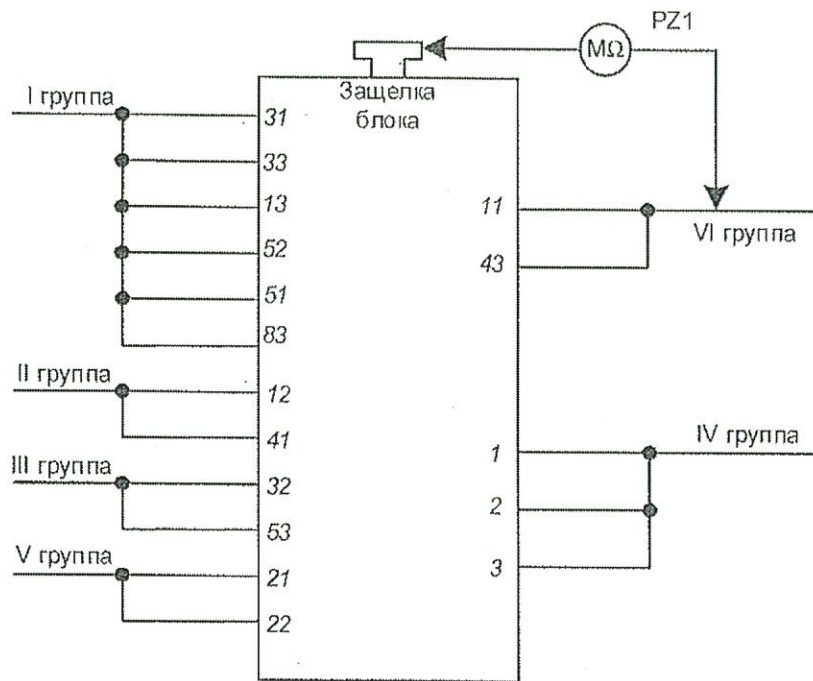 PZ1
MΩ
Защелка
блока
I группа
31
33
13
52
51
83
II группа
12
41
III группа
32
53
V группа
21
22
11
VI группа
43
1
IV группа
2
3